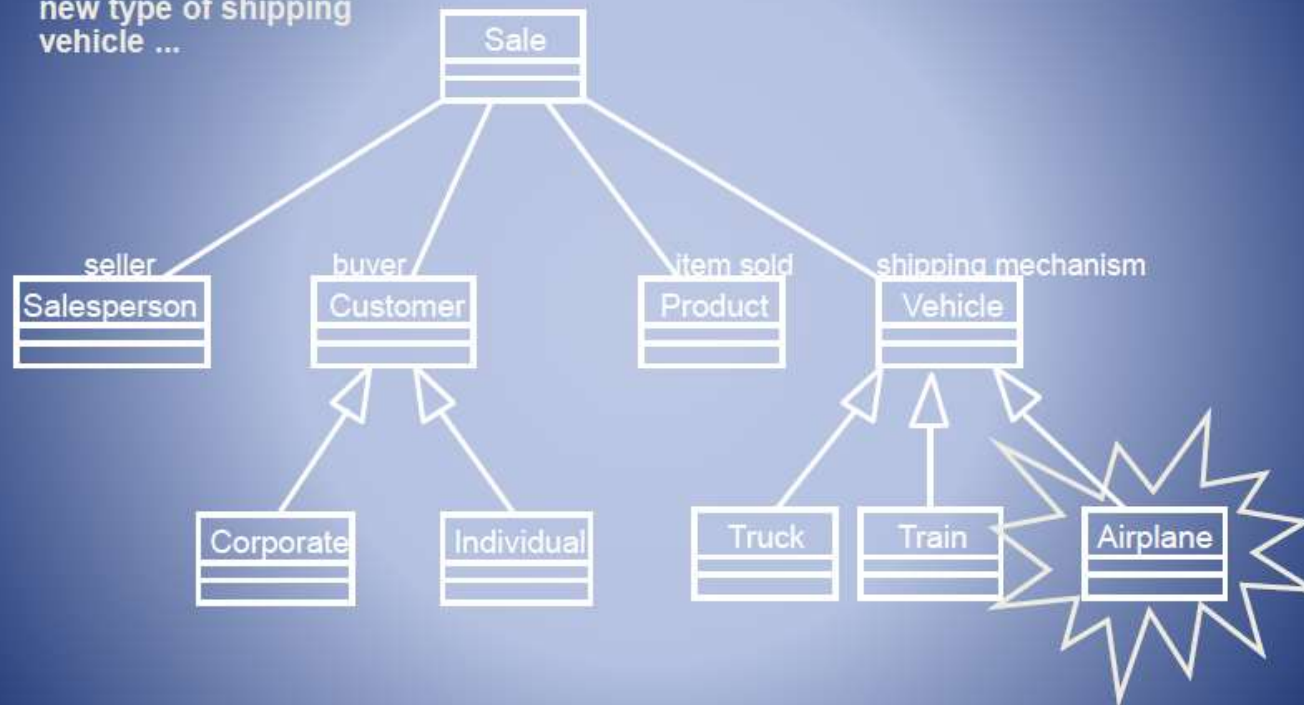 new type of shipping
vehicle ...
Sale
seller
buyer
item sold
shipping mechanism
Salesperson
Customer
Product
Vehicle
Corporate
Individual
Truck
Train
Airplane